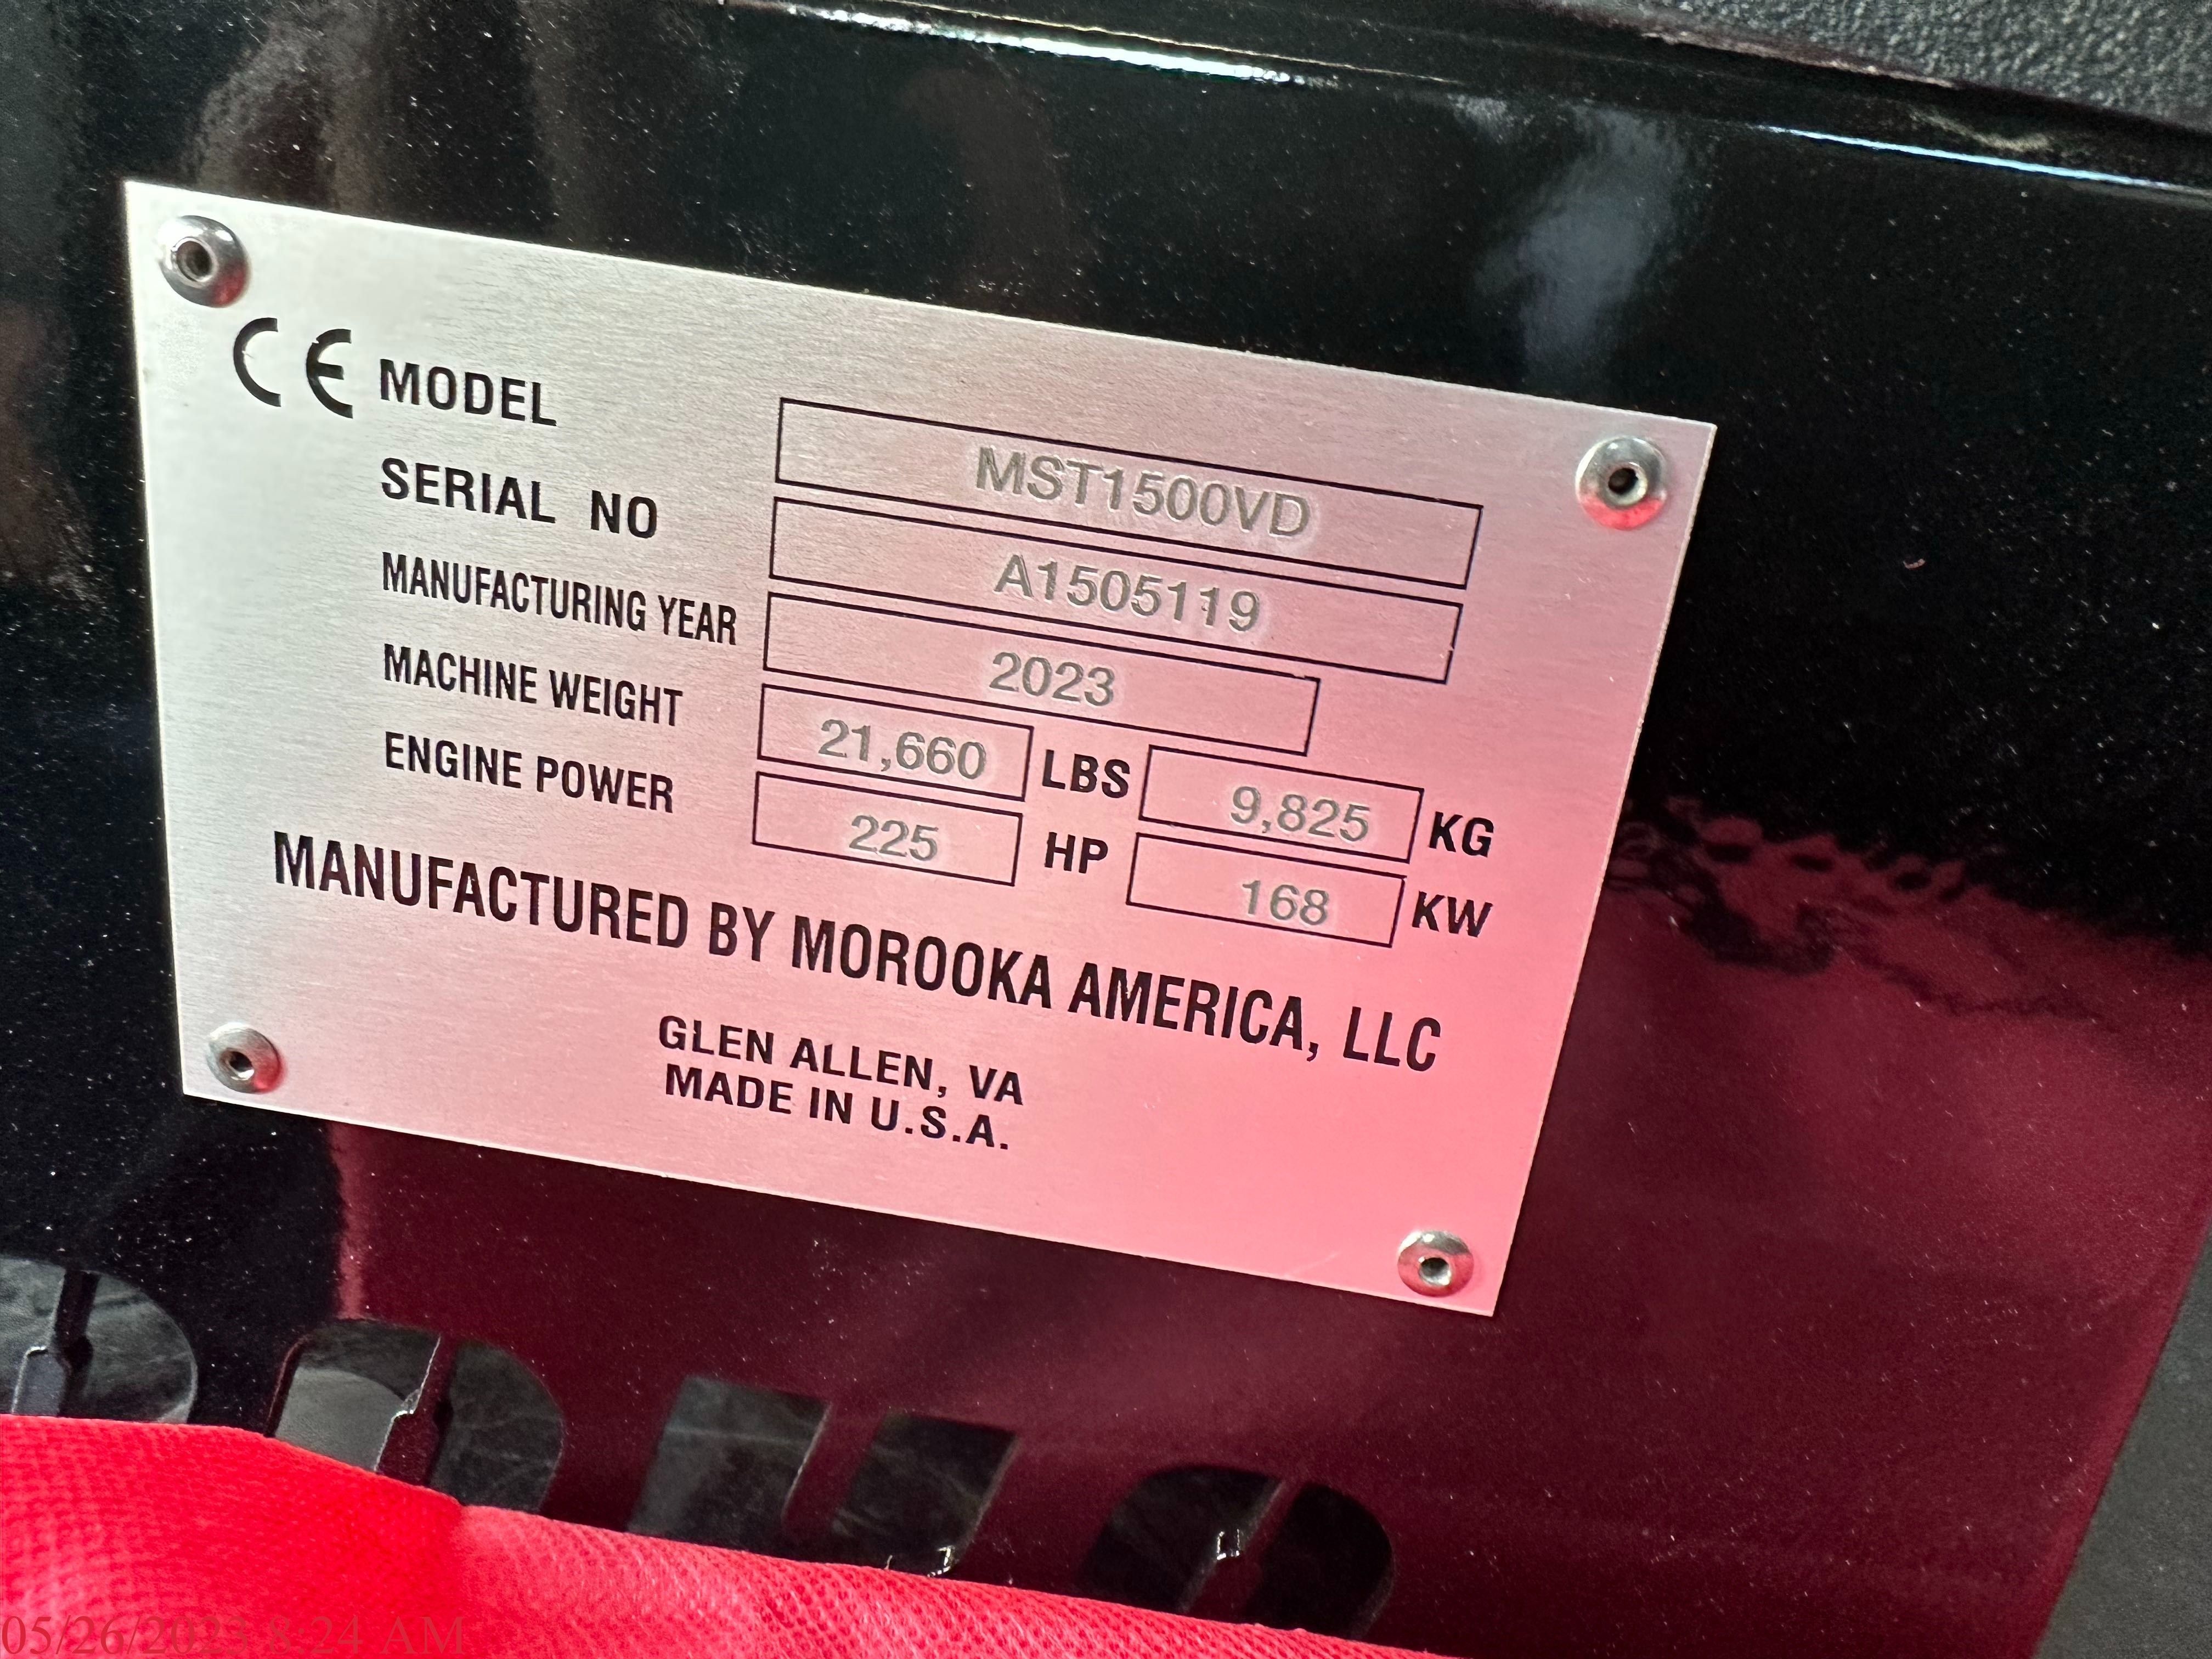 CE MODEL MST1500VD
SERIAL NO A1505119
MANUFACTURING YEAR 2023
MACHINE WEIGHT 21,660 LBS 9,825 KG
ENGINE POWER 225 HP 168 KW
MANUFACTURED BY MOROOKA AMERICA, LLC
GLEN ALLEN, VA
MADE IN U.S.A.
05/26/2023 8:24 AM